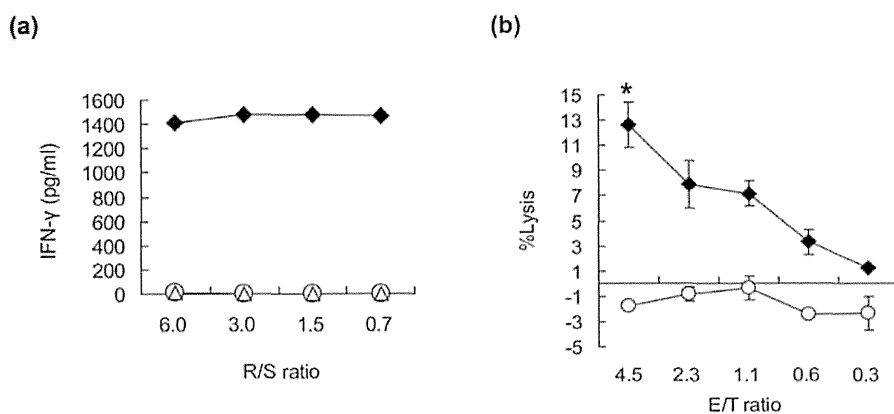 (a)
IFN-γ (pg/ml)
1600
1400
1200
1000
800
600
400
200
0
6.0 3.0 1.5 0.7
R/S ratio
(b)
%Lysis
15
13
11
9
7
5
3
1
-1
-3
-5
*
4.5 2.3 1.1 0.6 0.3
E/T ratio